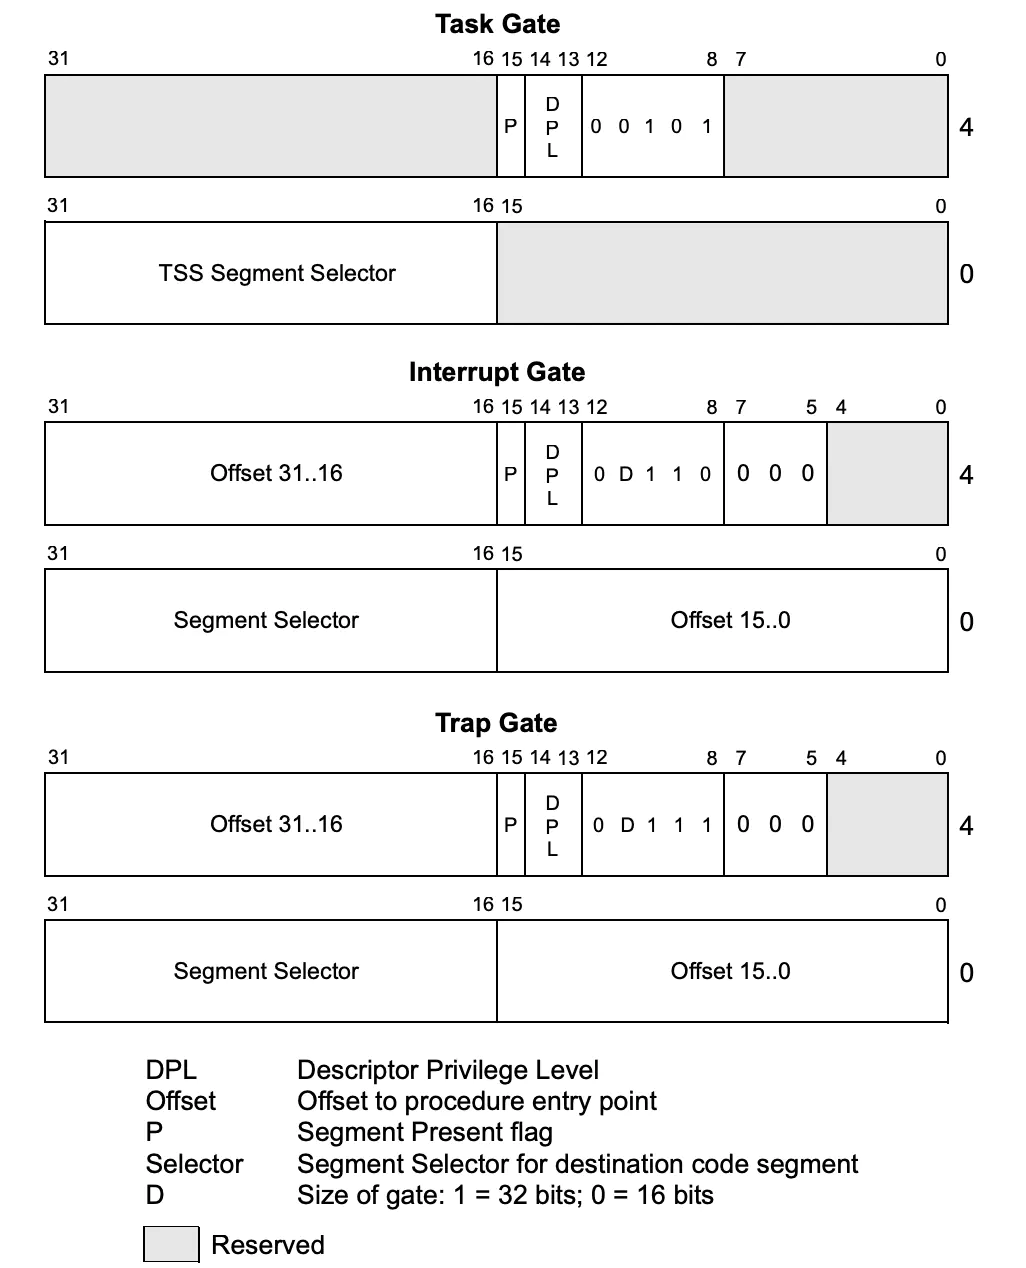 Task Gate
31 16 15 14 13 12 8 7 0
P DPL 0 0 1 0 1 4
31 16 15 0
TSS Segment Selector 0
Interrupt Gate
31 16 15 14 13 12 8 7 5 4 0
Offset 31..16 P DPL 0 D 1 1 0 0 0 0 4
31 16 15 0
Segment Selector Offset 15..0 0
Trap Gate
31 16 15 14 13 12 8 7 5 4 0
Offset 31..16 P DPL 0 D 1 1 1 0 0 0 4
31 16 15 0
Segment Selector Offset 15..0 0
DPL Descriptor Privilege Level
Offset Offset to procedure entry point
P Segment Present flag
Selector Segment Selector for destination code segment
D Size of gate: 1 = 32 bits; 0 = 16 bits
Reserved